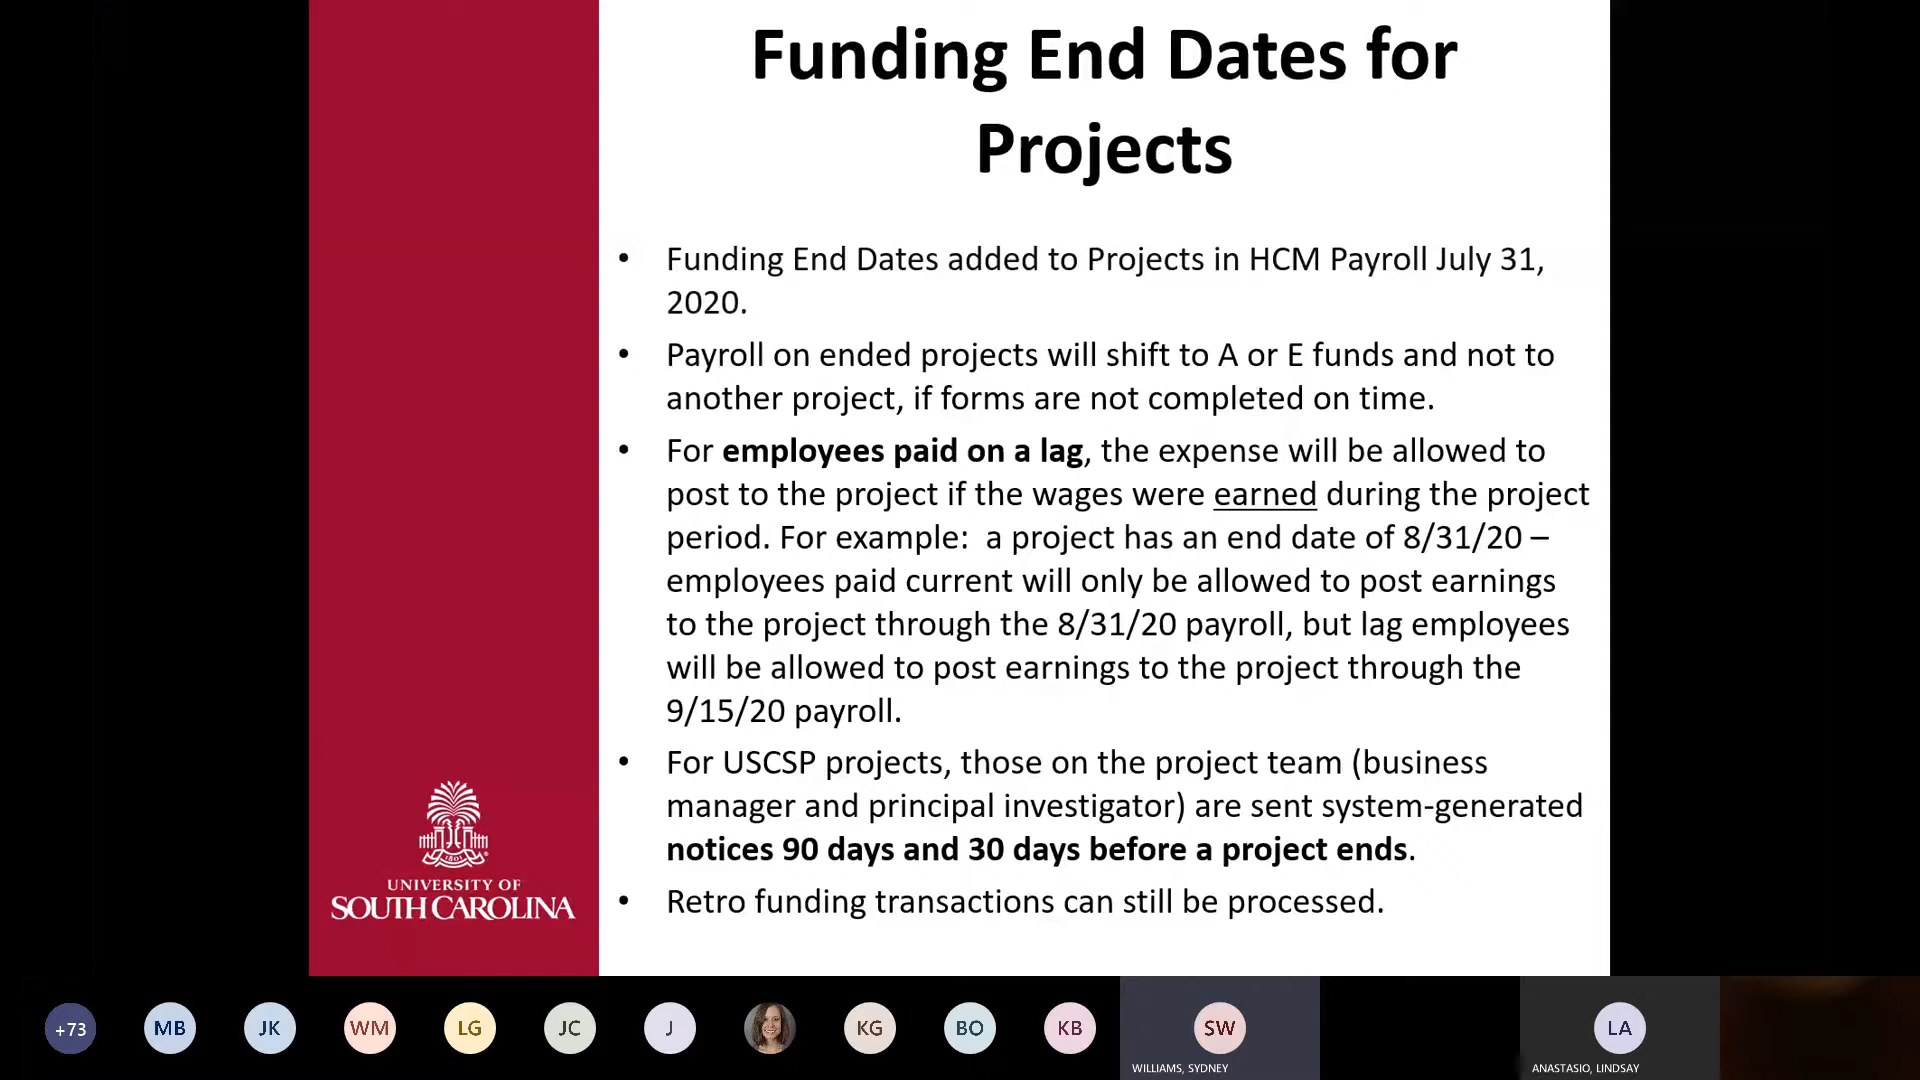 Funding End Dates for
Projects
• Funding End Dates added to Projects in HCM Payroll July 31,
2020.
• Payroll on ended projects will shift to A or E funds and not to
another project, if forms are not completed on time.
• For employees paid on a lag, the expense will be allowed to
post to the project if the wages were earned during the project
period. For example:  a project has an end date of 8/31/20 –
employees paid current will only be allowed to post earnings
to the project through the 8/31/20 payroll, but lag employees
will be allowed to post earnings to the project through the
9/15/20 payroll.
• For USCSP projects, those on the project team (business
manager and principal investigator) are sent system-generated
notices 90 days and 30 days before a project ends.
• Retro funding transactions can still be processed.
1801
UNIVERSITY OF
SOUTH CAROLINA
+73
MB
JK
WM
LG
JC
J
KG
BO
KB
SW
WILLIAMS, SYDNEY
LA
ANASTASIO, LINDSAY